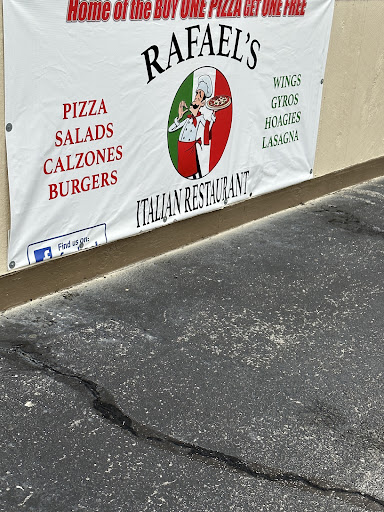 Home of the BUY ONE PIZZA GET ONE FREE
RAFAEL'S
PIZZA
SALADS
CALZONES
BURGERS
WINGS
GYROS
HOAGIES
LASAGNA
ITALIAN RESTAURANT
Find us on:
f